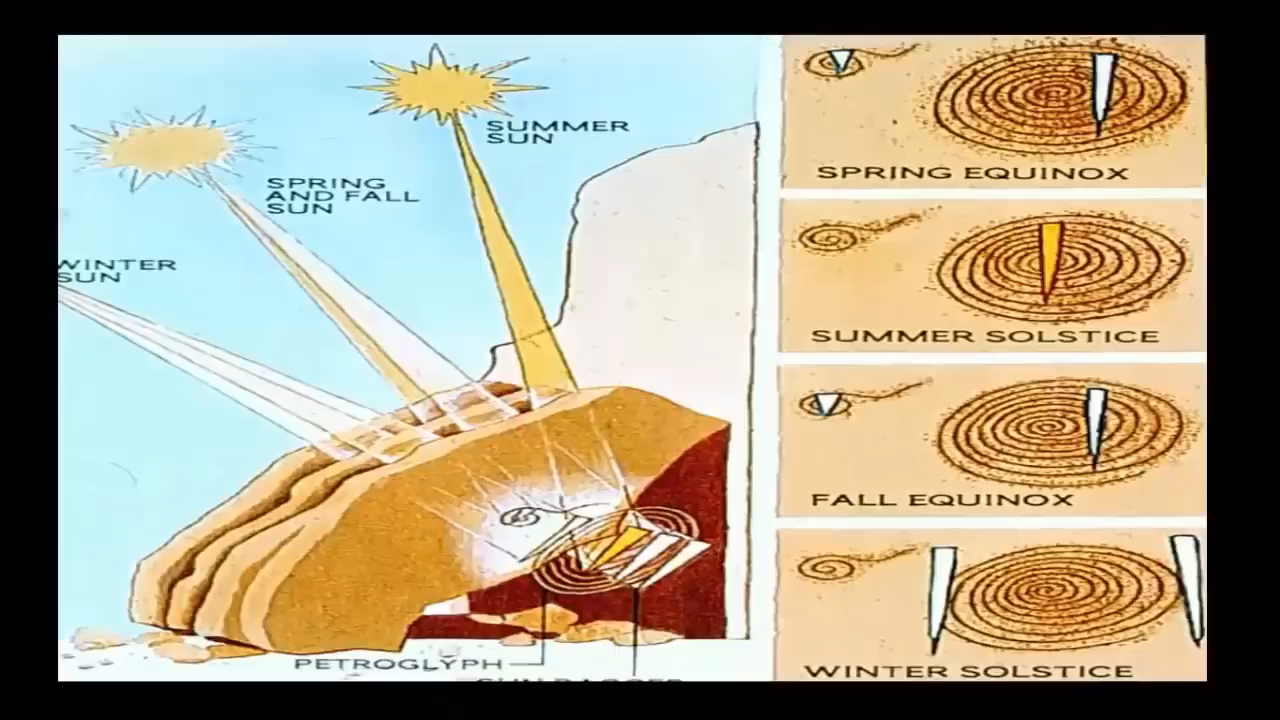 SUMMER
SUN
SPRING
AND FALL
SUN
WINTER
SUN
PETROGLYPH
SPRING EQUINOX
SUMMER SOLSTICE
FALL EQUINOX
WINTER SOLSTICE